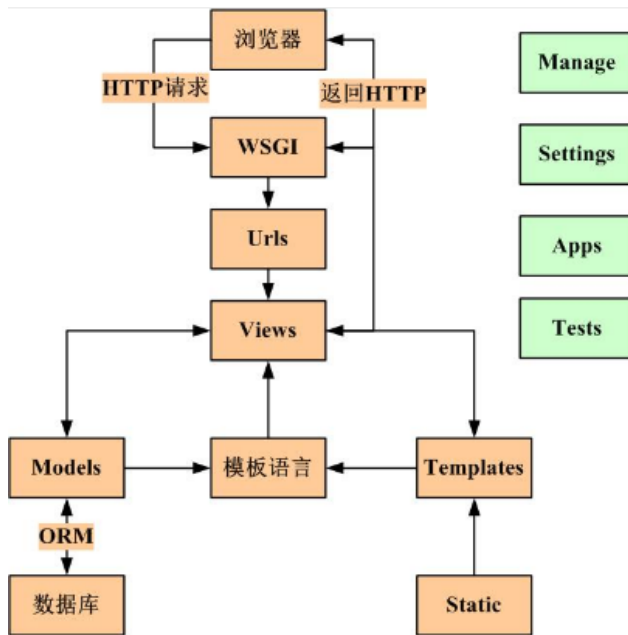 浏览器
Manage
HTTP请求
返回HTTP
WSGI
Settings
Urls
Apps
Views
Tests
Models
模板语言
Templates
ORM
数据库
Static